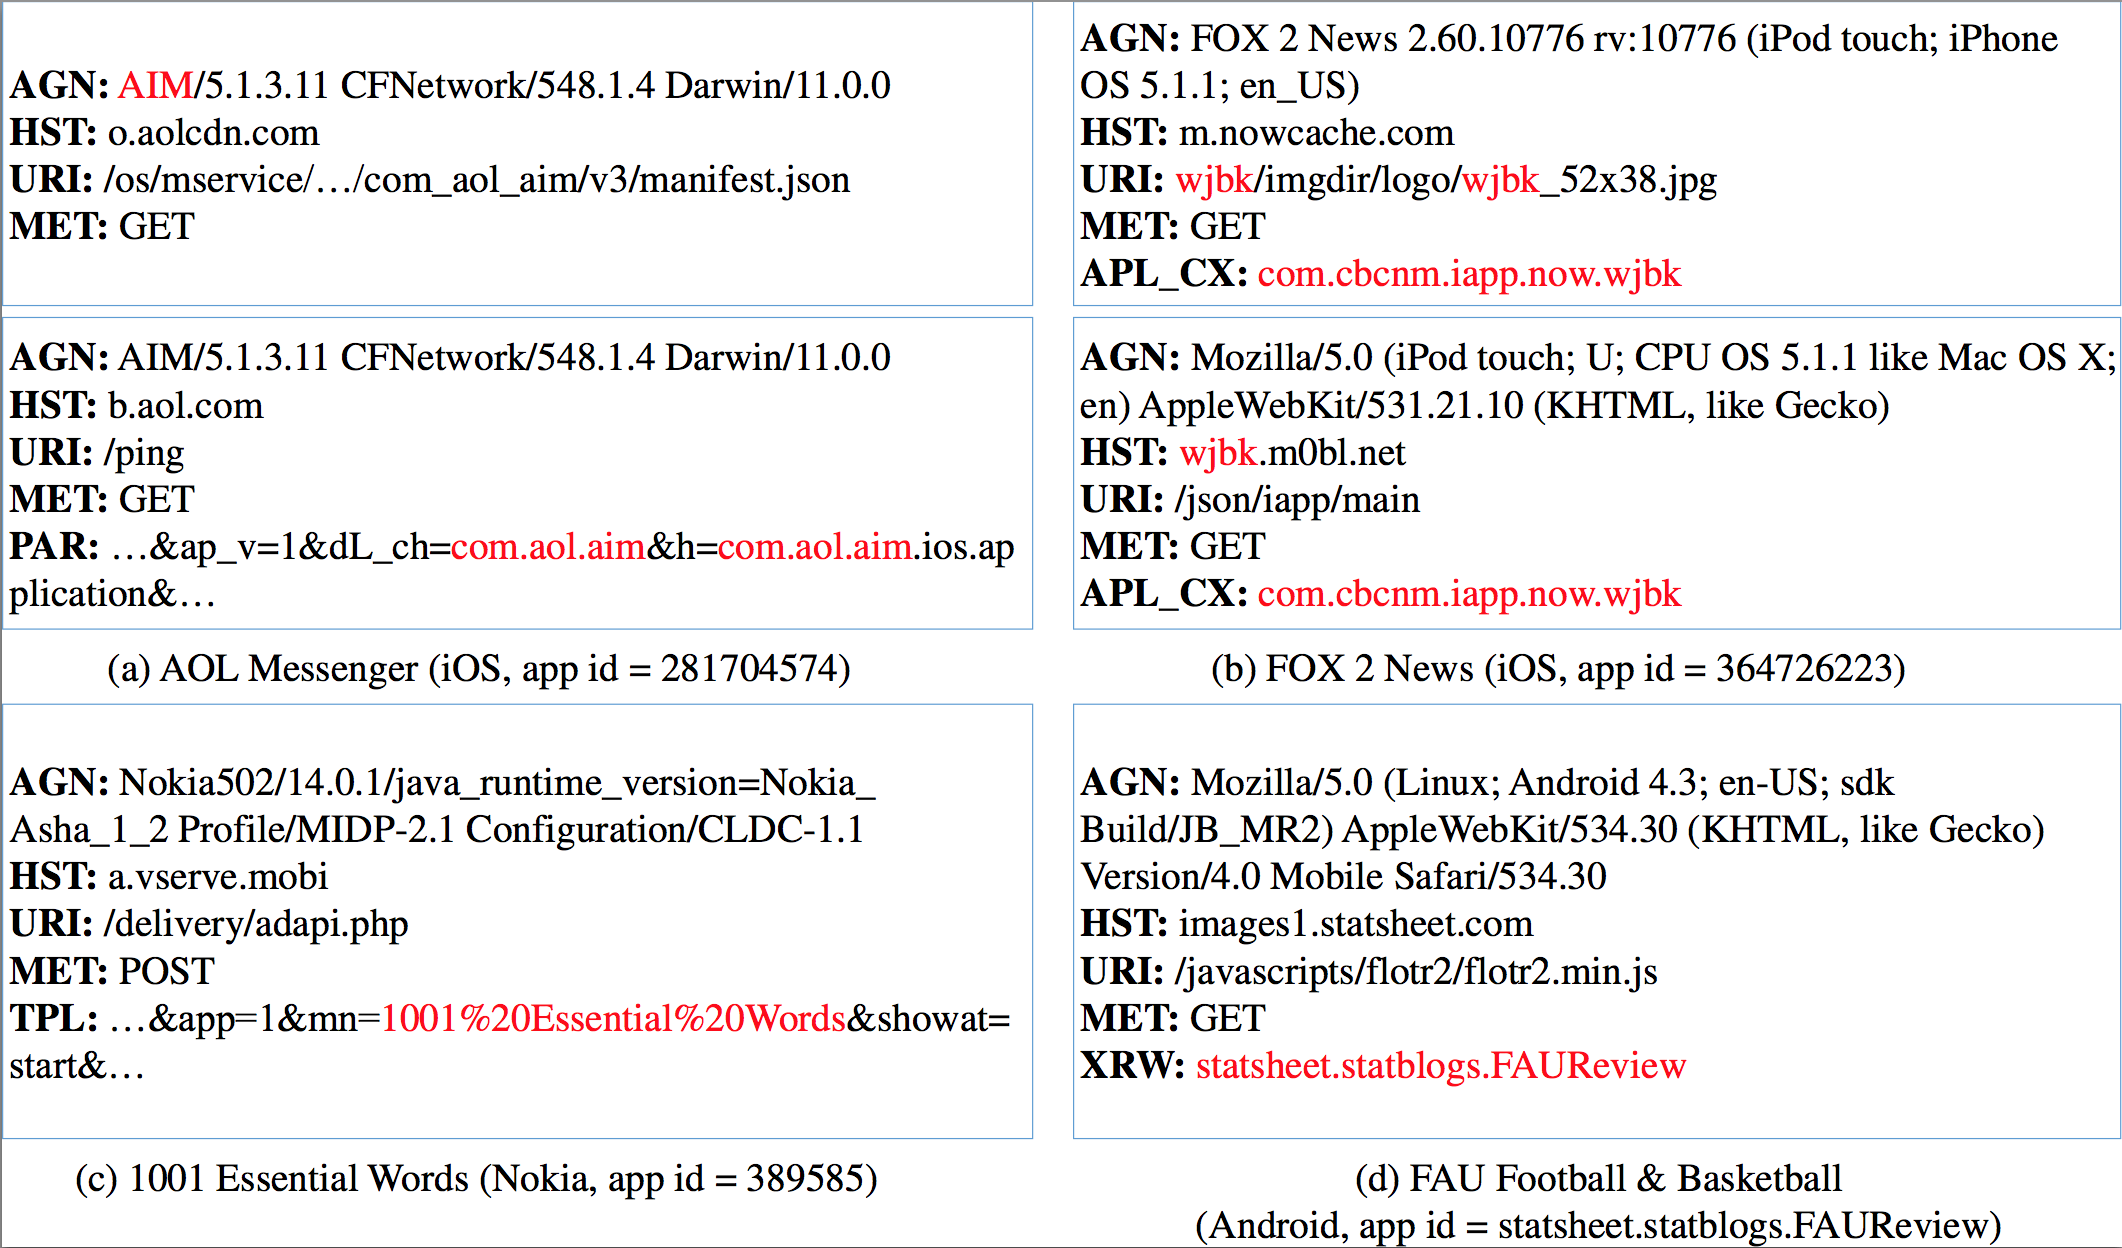 AGN: AIM/5.1.3.11 CFNetwork/548.1.4 Darwin/11.0.0
HST: o.aolcdn.com
URI: /os/mservice/…/com_aol_aim/v3/manifest.json
MET: GET
AGN: FOX 2 News 2.60.10776 rv:10776 (iPod touch; iPhone
OS 5.1.1; en_US)
HST: m.nowcache.com
URI: wjbk/imgdir/logo/wjbk_52x38.jpg
MET: GET
APL_CX: com.cbcnm.iapp.now.wjbk
AGN: AIM/5.1.3.11 CFNetwork/548.1.4 Darwin/11.0.0
HST: b.aol.com
URI: /ping
MET: GET
PAR: …&ap_v=1&dL_ch=com.aol.aim&h=com.aol.aim.ios.ap
plication&…
AGN: Mozilla/5.0 (iPod touch; U; CPU OS 5.1.1 like Mac OS X;
en) AppleWebKit/531.21.10 (KHTML, like Gecko)
HST: wjbk.m0bl.net
URI: /json/iapp/main
MET: GET
APL_CX: com.cbcnm.iapp.now.wjbk
(a) AOL Messenger (iOS, app id = 281704574)
(b) FOX 2 News (iOS, app id = 364726223)
AGN: Nokia502/14.0.1/java_runtime_version=Nokia_
Asha_1_2 Profile/MIDP-2.1 Configuration/CLDC-1.1
HST: a.vserve.mobi
URI: /delivery/adapi.php
MET: POST
TPL: …&app=1&mn=1001%20Essential%20Words&showat=
start&…
AGN: Mozilla/5.0 (Linux; Android 4.3; en-US; sdk
Build/JB_MR2) AppleWebKit/534.30 (KHTML, like Gecko)
Version/4.0 Mobile Safari/534.30
HST: images1.statsheet.com
URI: /javascripts/flotr2/flotr2.min.js
MET: GET
XRW: statsheet.statblogs.FAUReview
(c) 1001 Essential Words (Nokia, app id = 389585)
(d) FAU Football & Basketball
(Android, app id = statsheet.statblogs.FAUReview)